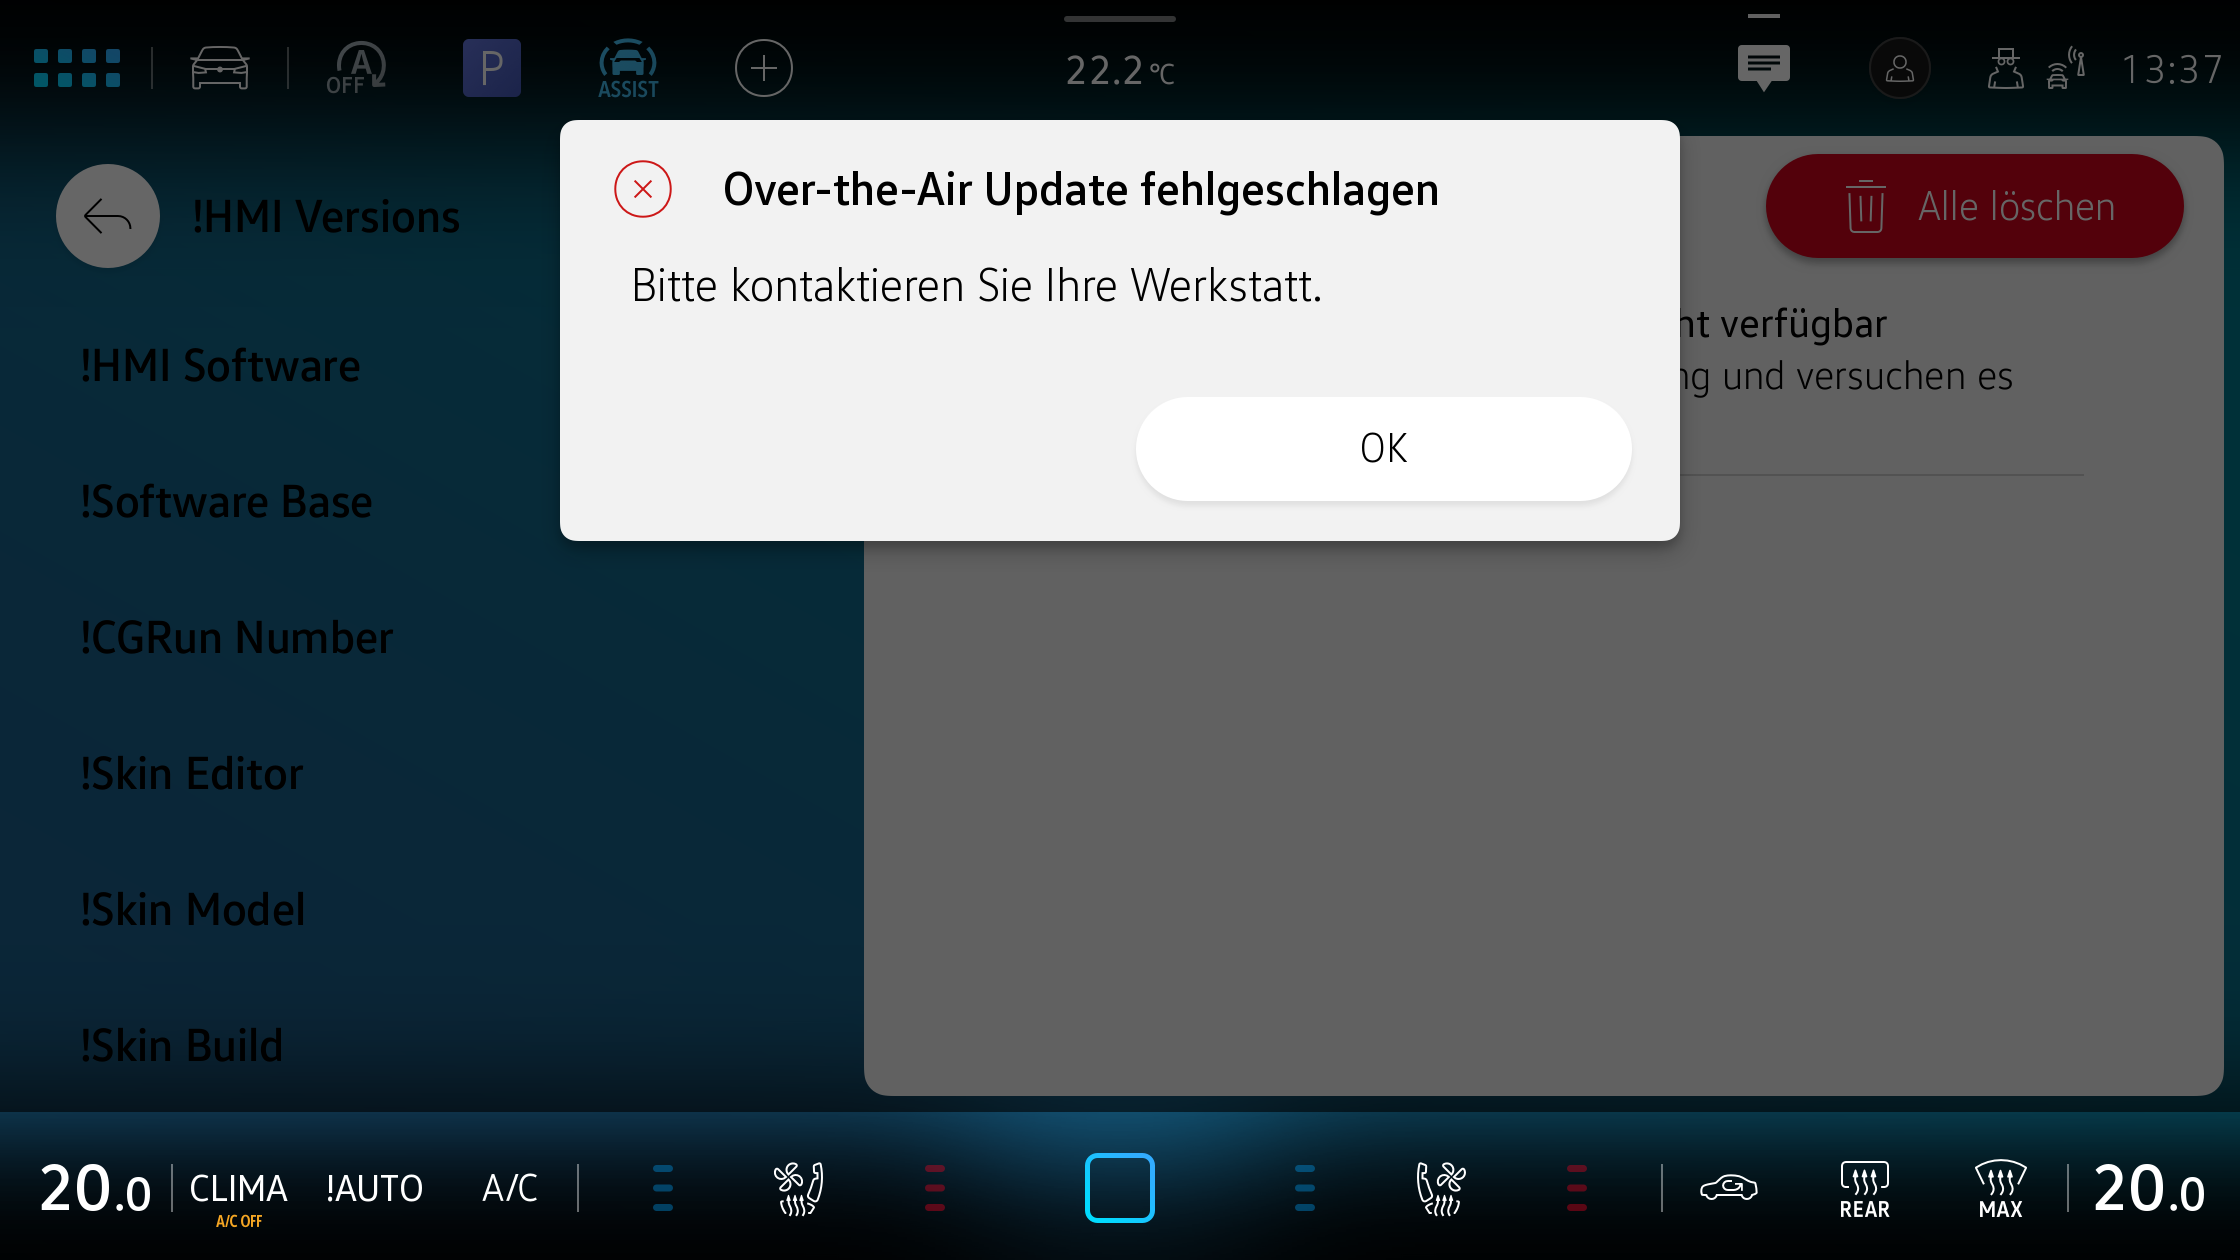 OFF A
P
ASSIST
22.2 °C
13:37
!HMI Versions
Over-the-Air Update fehlgeschlagen
Bitte kontaktieren Sie Ihre Werkstatt.
OK
Alle löschen
ht verfügbar
ng und versuchen es
!HMI Software
!Software Base
!CGRun Number
!Skin Editor
!Skin Model
!Skin Build
20.0
CLIMA
A/C OFF
!AUTO
A/C
REAR
MAX
20.0